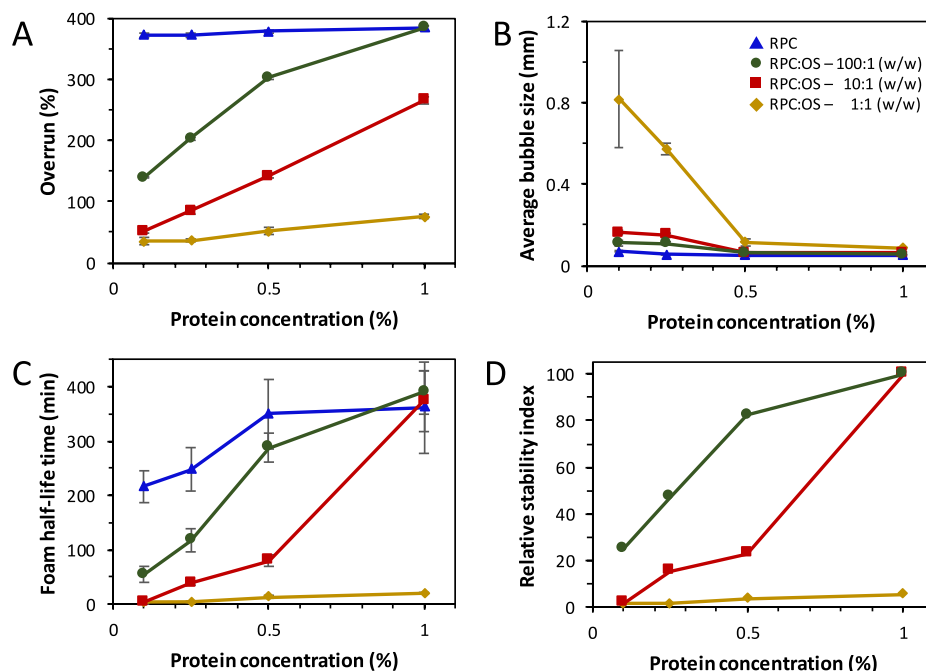 A
Overrun (%)
400
300
200
100
0
0 0.5 1
Protein concentration (%)
B
Average bubble size (mm)
1.2
0.8
0.4
0
0 0.5 1
Protein concentration (%)
RPC
RPC:OS – 100:1 (w/w)
RPC:OS – 10:1 (w/w)
RPC:OS – 1:1 (w/w)
C
Foam half-life time (min)
400
300
200
100
0
0 0.5 1
Protein concentration (%)
D
Relative stability index
100
80
60
40
20
0
0 0.5 1
Protein concentration (%)